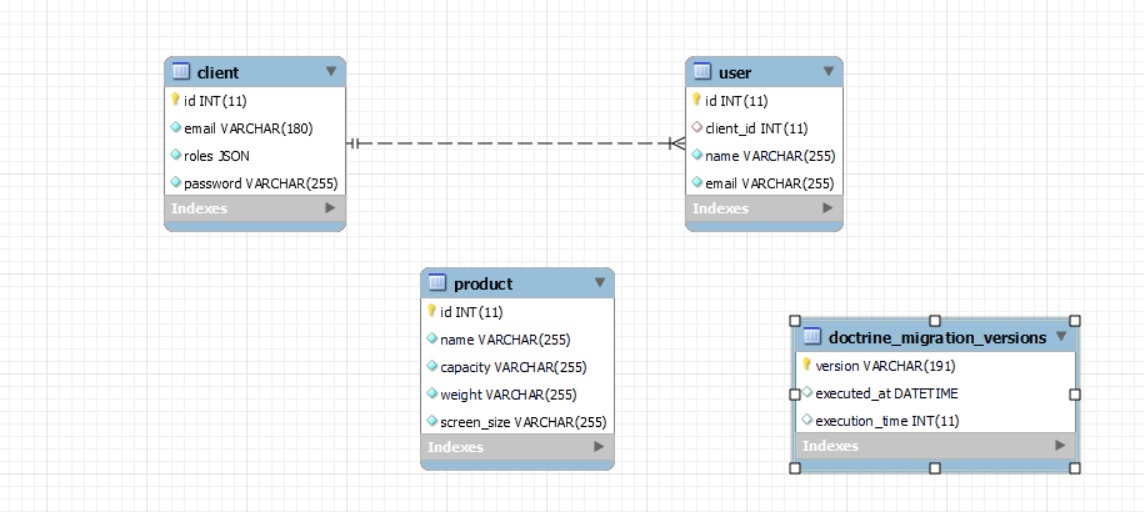 client
id INT(11)
email VARCHAR(180)
roles JSON
password VARCHAR(255)
Indexes
user
id INT(11)
client_id INT(11)
name VARCHAR(255)
email VARCHAR(255)
Indexes
product
id INT(11)
name VARCHAR(255)
capacity VARCHAR(255)
weight VARCHAR(255)
screen_size VARCHAR(255)
Indexes
doctrine_migration_versions
version VARCHAR(191)
executed_at DATETIME
execution_time INT(11)
Indexes